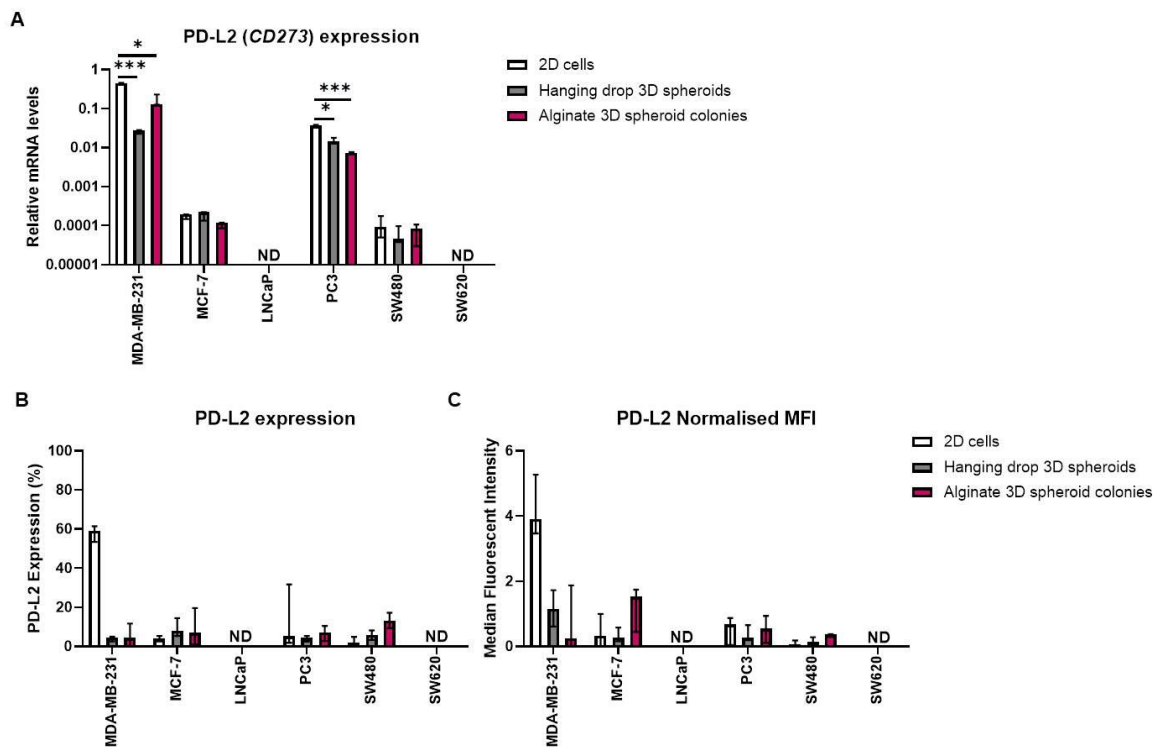 A
PD-L2 (CD273) expression
*
***
***
*
1
0.1
0.01
0.001
0.0001
0.00001
Relative mRNA levels
ND
ND
MDA-MB-231
MCF-7
LNCaP
PC3
SW480
SW620
2D cells
Hanging drop 3D spheroids
Alginate 3D spheroid colonies
B
PD-L2 expression
100
80
60
40
20
0
PD-L2 Expression (%)
ND
ND
MDA-MB-231
MCF-7
LNCaP
PC3
SW480
SW620
C
PD-L2 Normalised MFI
6
4
2
0
Median Fluorescent Intensity
ND
ND
MDA-MB-231
MCF-7
LNCaP
PC3
SW480
SW620
2D cells
Hanging drop 3D spheroids
Alginate 3D spheroid colonies